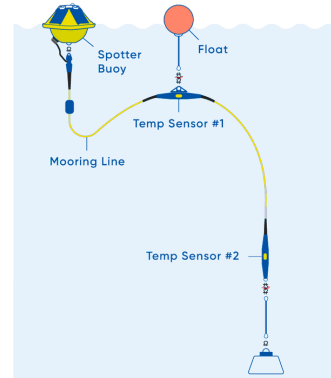 Spotter
Buoy
Float
Temp Sensor #1
Mooring Line
Temp Sensor #2